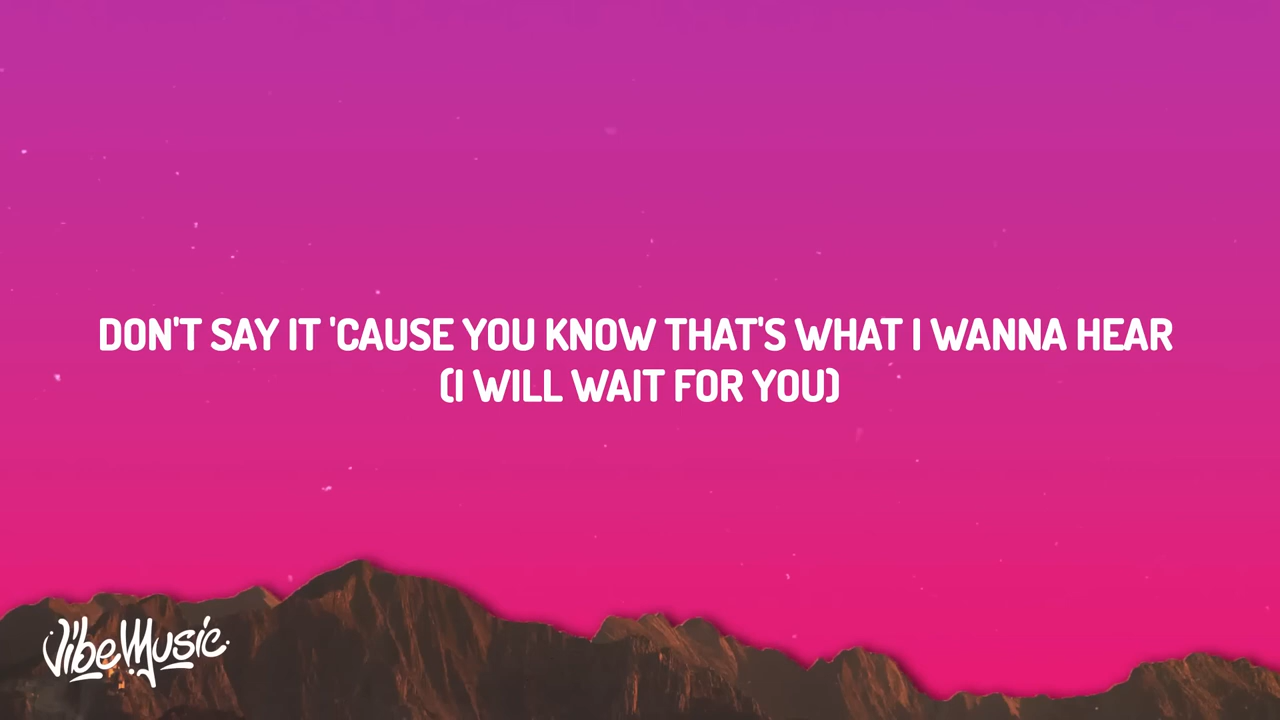 DON'T SAY IT 'CAUSE YOU KNOW THAT'S WHAT I WANNA HEAR
(I WILL WAIT FOR YOU)
VibeMusic